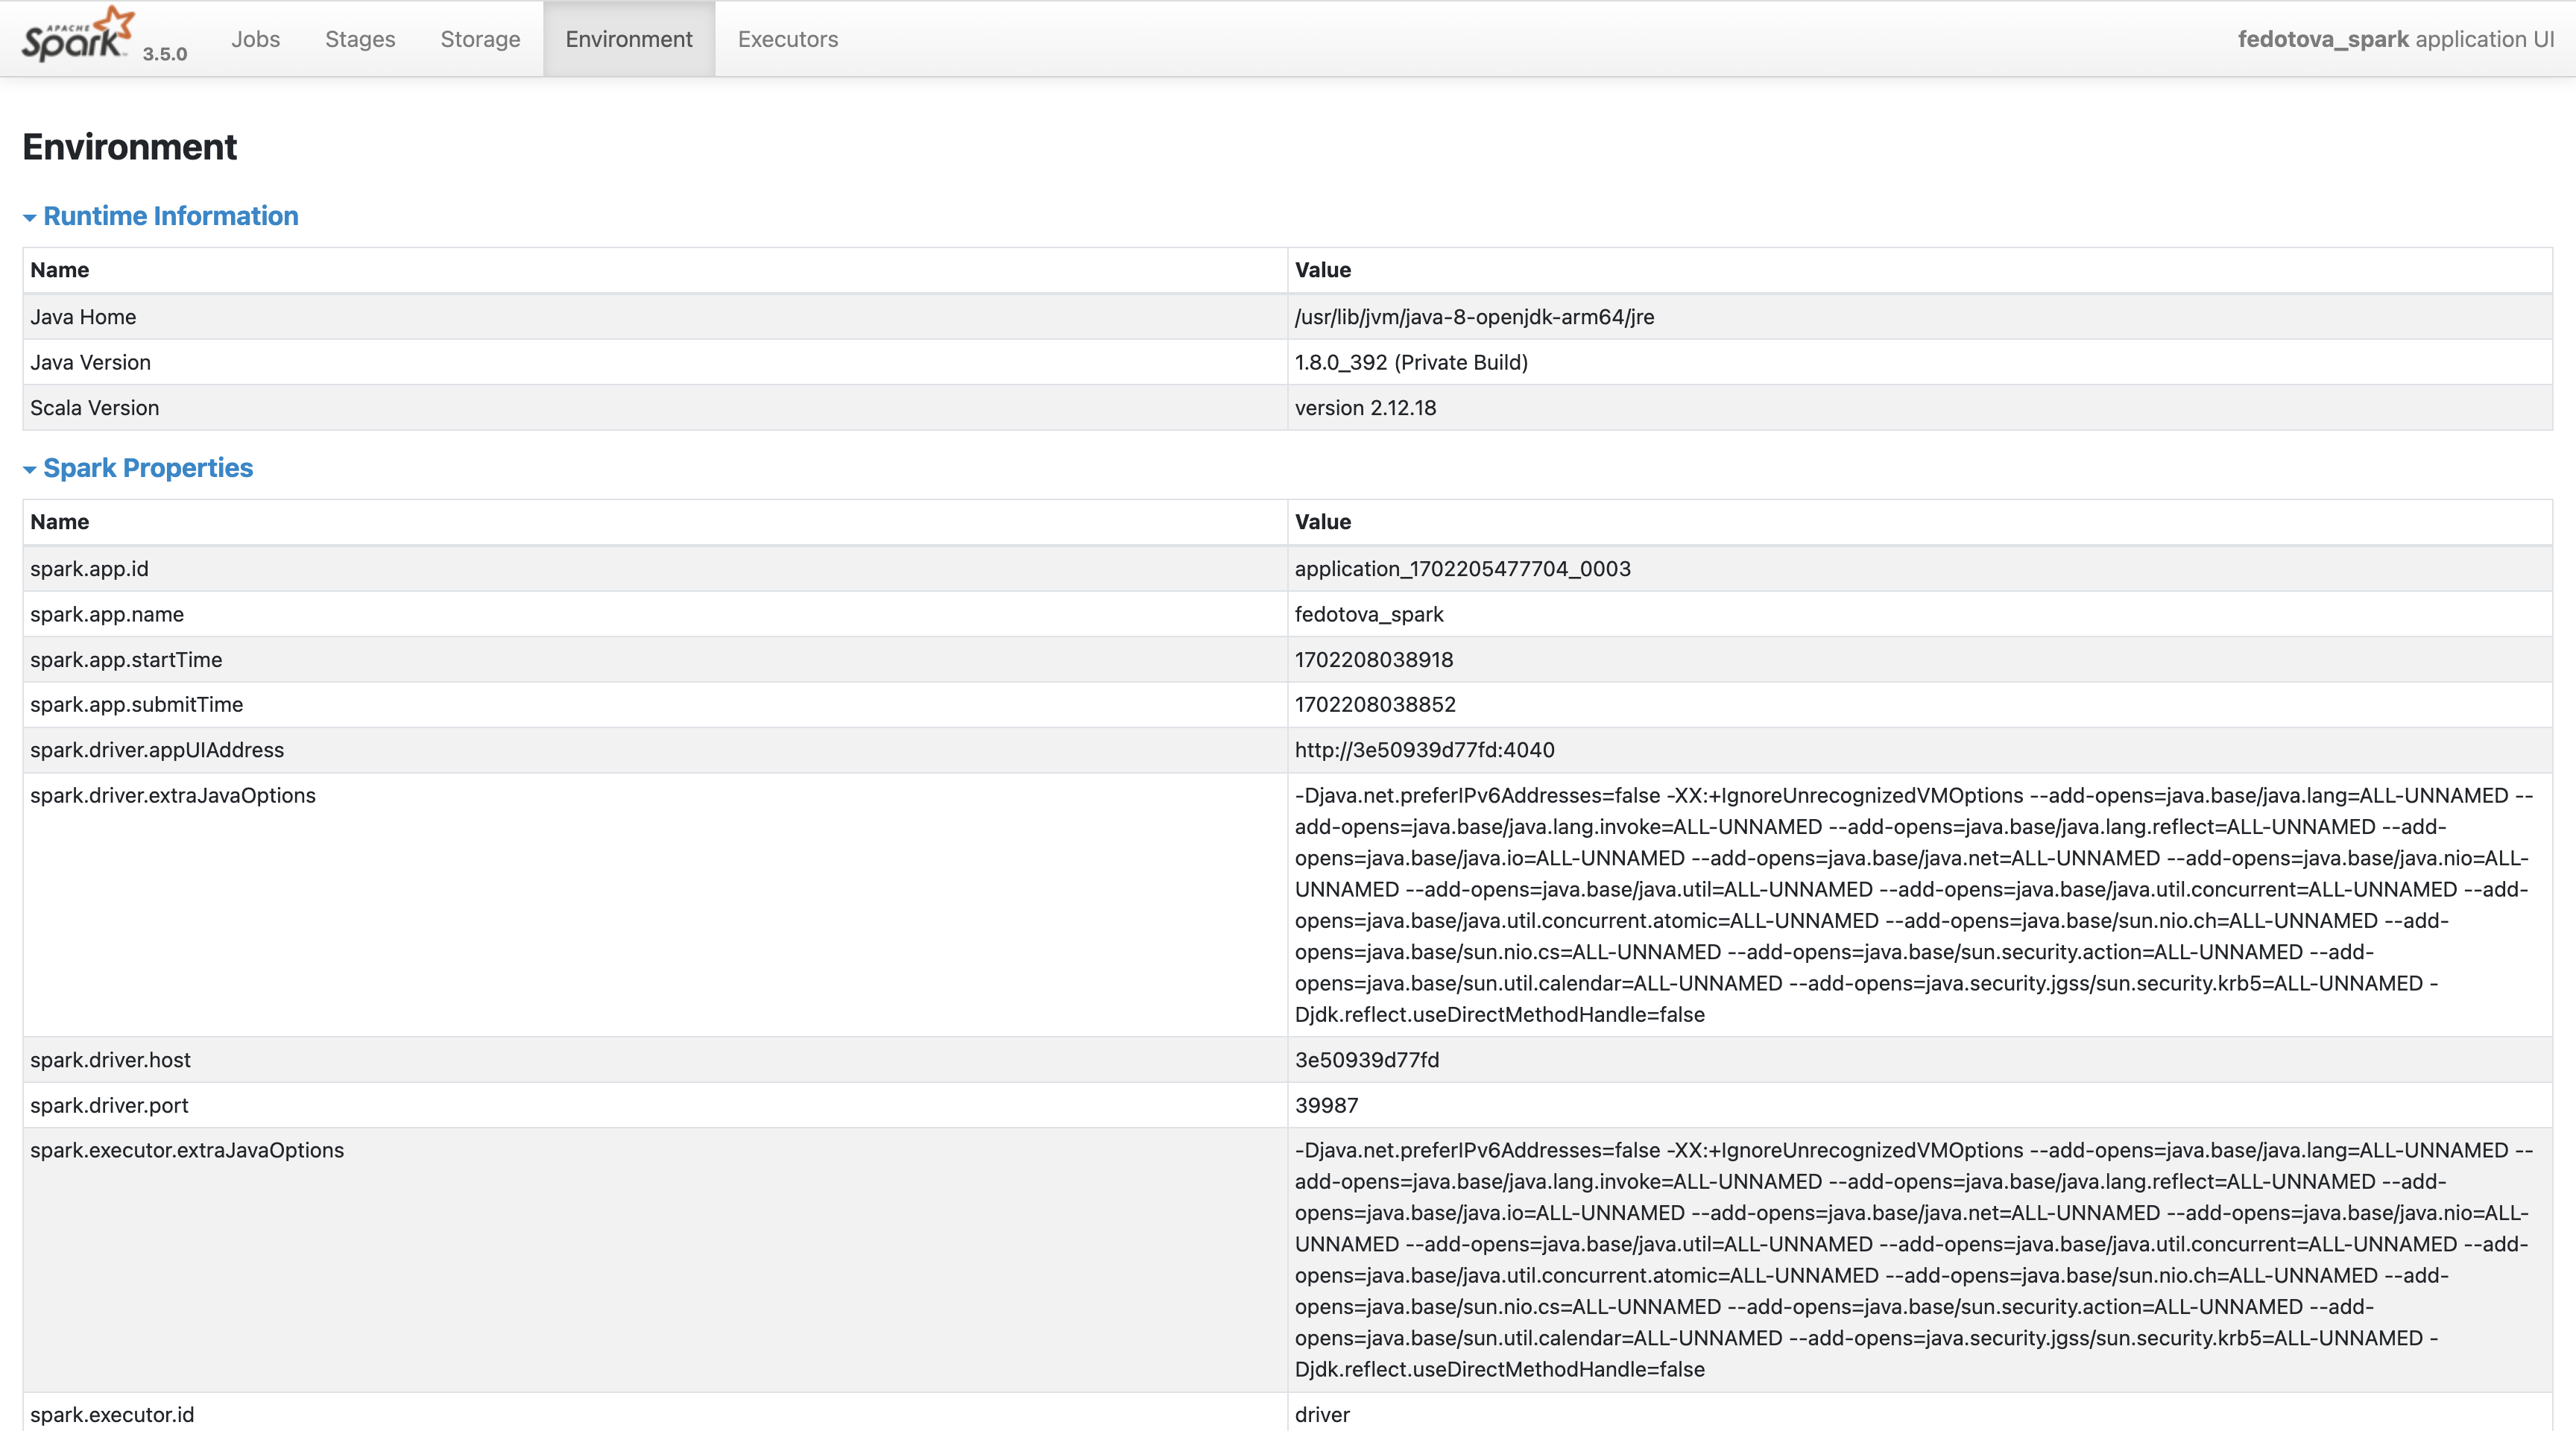 APACHE
Spark™ 3.5.0 Jobs Stages Storage Environment Executors fedotova_spark application UI
Environment
Runtime Information
Name Value
Java Home /usr/lib/jvm/java-8-openjdk-arm64/jre
Java Version 1.8.0_392 (Private Build)
Scala Version version 2.12.18
Spark Properties
Name Value
spark.app.id application_1702205477704_0003
spark.app.name fedotova_spark
spark.app.startTime 1702208038918
spark.app.submitTime 1702208038852
spark.driver.appUIAddress http://3e50939d77fd:4040
spark.driver.extraJavaOptions -Djava.net.preferIPv6Addresses=false -XX:+IgnoreUnrecognizedVMOptions --add-opens=java.base/java.lang=ALL-UNNAMED --
add-opens=java.base/java.lang.invoke=ALL-UNNAMED --add-opens=java.base/java.lang.reflect=ALL-UNNAMED --add-
opens=java.base/java.io=ALL-UNNAMED --add-opens=java.base/java.net=ALL-UNNAMED --add-opens=java.base/java.nio=ALL-
UNNAMED --add-opens=java.base/java.util=ALL-UNNAMED --add-opens=java.base/java.util.concurrent=ALL-UNNAMED --add-
opens=java.base/java.util.concurrent.atomic=ALL-UNNAMED --add-opens=java.base/sun.nio.ch=ALL-UNNAMED --add-
opens=java.base/sun.nio.cs=ALL-UNNAMED --add-opens=java.base/sun.security.action=ALL-UNNAMED --add-
opens=java.base/sun.util.calendar=ALL-UNNAMED --add-opens=java.security.jgss/sun.security.krb5=ALL-UNNAMED -
Djdk.reflect.useDirectMethodHandle=false
spark.driver.host 3e50939d77fd
spark.driver.port 39987
spark.executor.extraJavaOptions -Djava.net.preferIPv6Addresses=false -XX:+IgnoreUnrecognizedVMOptions --add-opens=java.base/java.lang=ALL-UNNAMED --
add-opens=java.base/java.lang.invoke=ALL-UNNAMED --add-opens=java.base/java.lang.reflect=ALL-UNNAMED --add-
opens=java.base/java.io=ALL-UNNAMED --add-opens=java.base/java.net=ALL-UNNAMED --add-opens=java.base/java.nio=ALL-
UNNAMED --add-opens=java.base/java.util=ALL-UNNAMED --add-opens=java.base/java.util.concurrent=ALL-UNNAMED --add-
opens=java.base/java.util.concurrent.atomic=ALL-UNNAMED --add-opens=java.base/sun.nio.ch=ALL-UNNAMED --add-
opens=java.base/sun.nio.cs=ALL-UNNAMED --add-opens=java.base/sun.security.action=ALL-UNNAMED --add-
opens=java.base/sun.util.calendar=ALL-UNNAMED --add-opens=java.security.jgss/sun.security.krb5=ALL-UNNAMED -
Djdk.reflect.useDirectMethodHandle=false
spark.executor.id driver